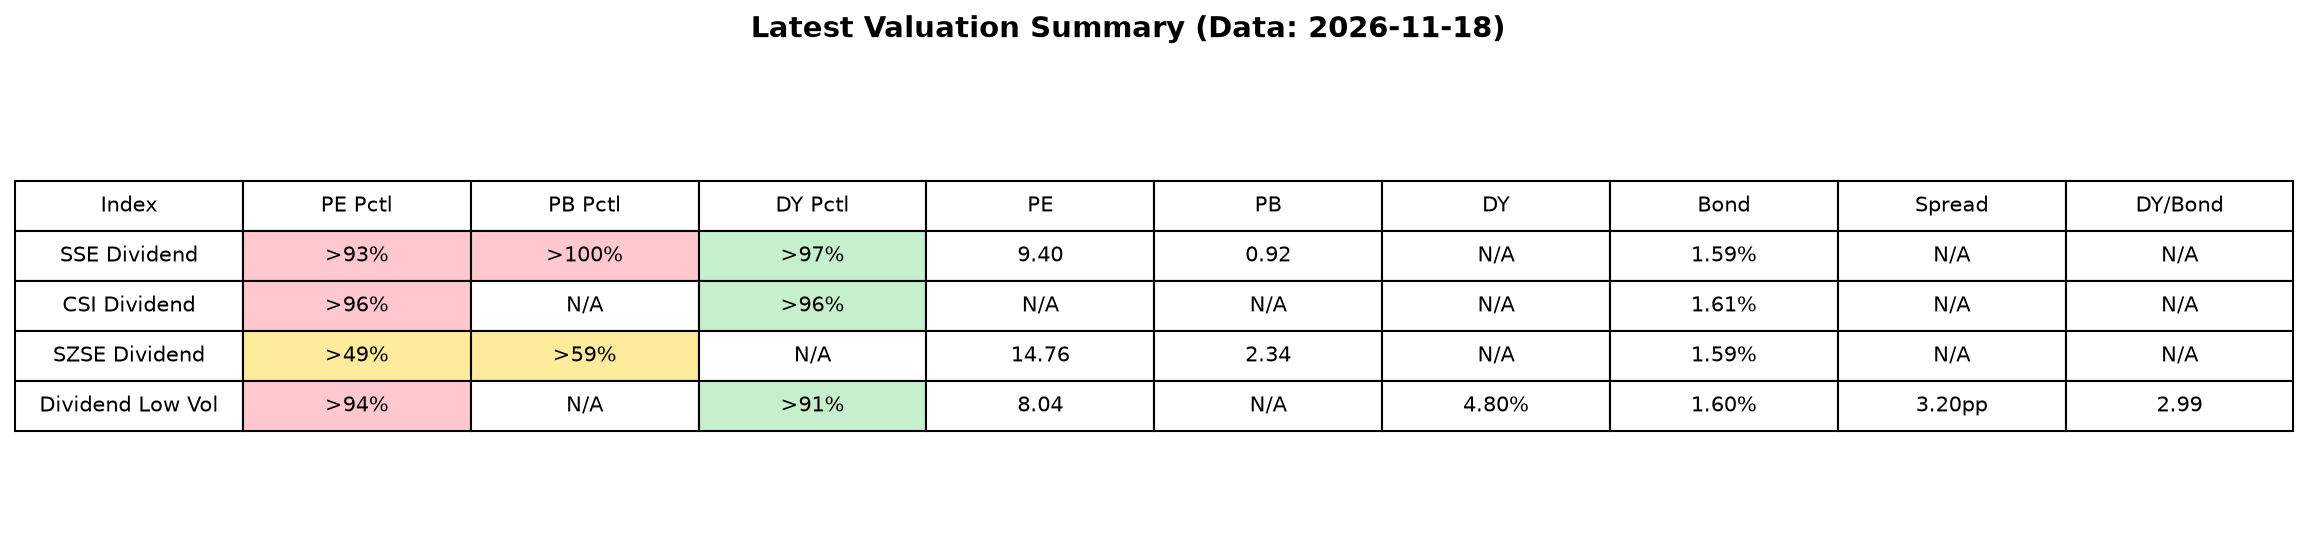 Latest Valuation Summary (Data: 2026-11-18)
Index PE Pctl PB Pctl DY Pctl PE PB DY Bond Spread DY/Bond
SSE Dividend >93% >100% >97% 9.40 0.92 N/A 1.59% N/A N/A
CSI Dividend >96% N/A >96% N/A N/A N/A 1.61% N/A N/A
SZSE Dividend >49% >59% N/A 14.76 2.34 N/A 1.59% N/A N/A
Dividend Low Vol >94% N/A >91% 8.04 N/A 4.80% 1.60% 3.20pp 2.99